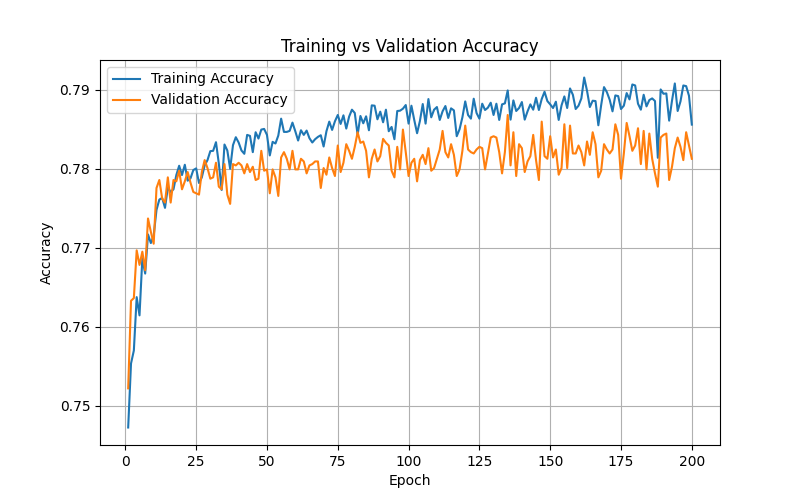 Training vs Validation Accuracy
Training Accuracy
Validation Accuracy
0.79
0.78
0.77
0.76
0.75
Accuracy
0 25 50 75 100 125 150 175 200
Epoch